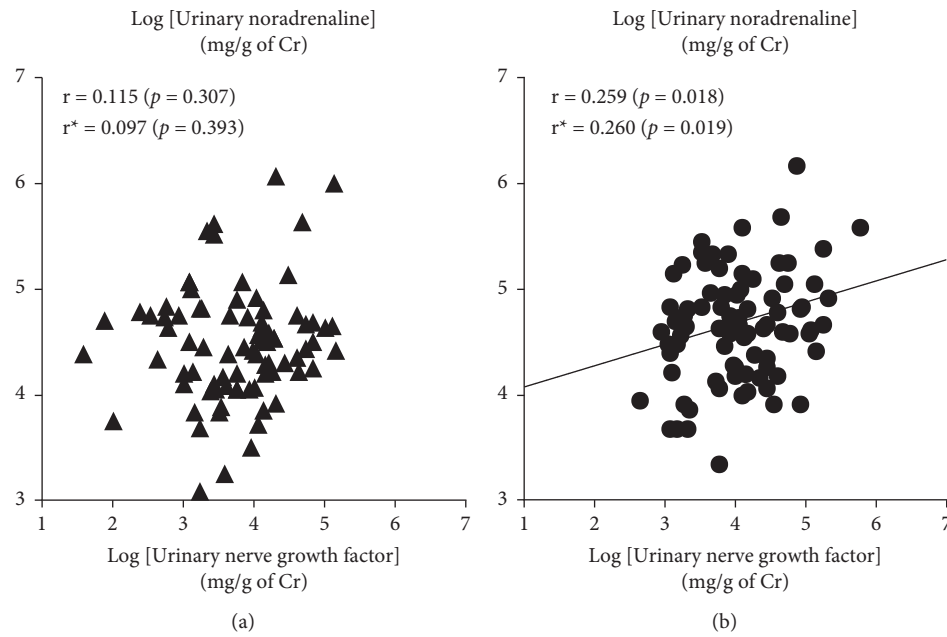 Log [Urinary noradrenaline]
(mg/g of Cr)
7
6
5
4
3
r = 0.115 (p = 0.307)
r* = 0.097 (p = 0.393)
1 2 3 4 5 6 7
Log [Urinary nerve growth factor]
(mg/g of Cr)
(a)
Log [Urinary noradrenaline]
(mg/g of Cr)
7
6
5
4
3
r = 0.259 (p = 0.018)
r* = 0.260 (p = 0.019)
1 2 3 4 5 6 7
Log [Urinary nerve growth factor]
(mg/g of Cr)
(b)